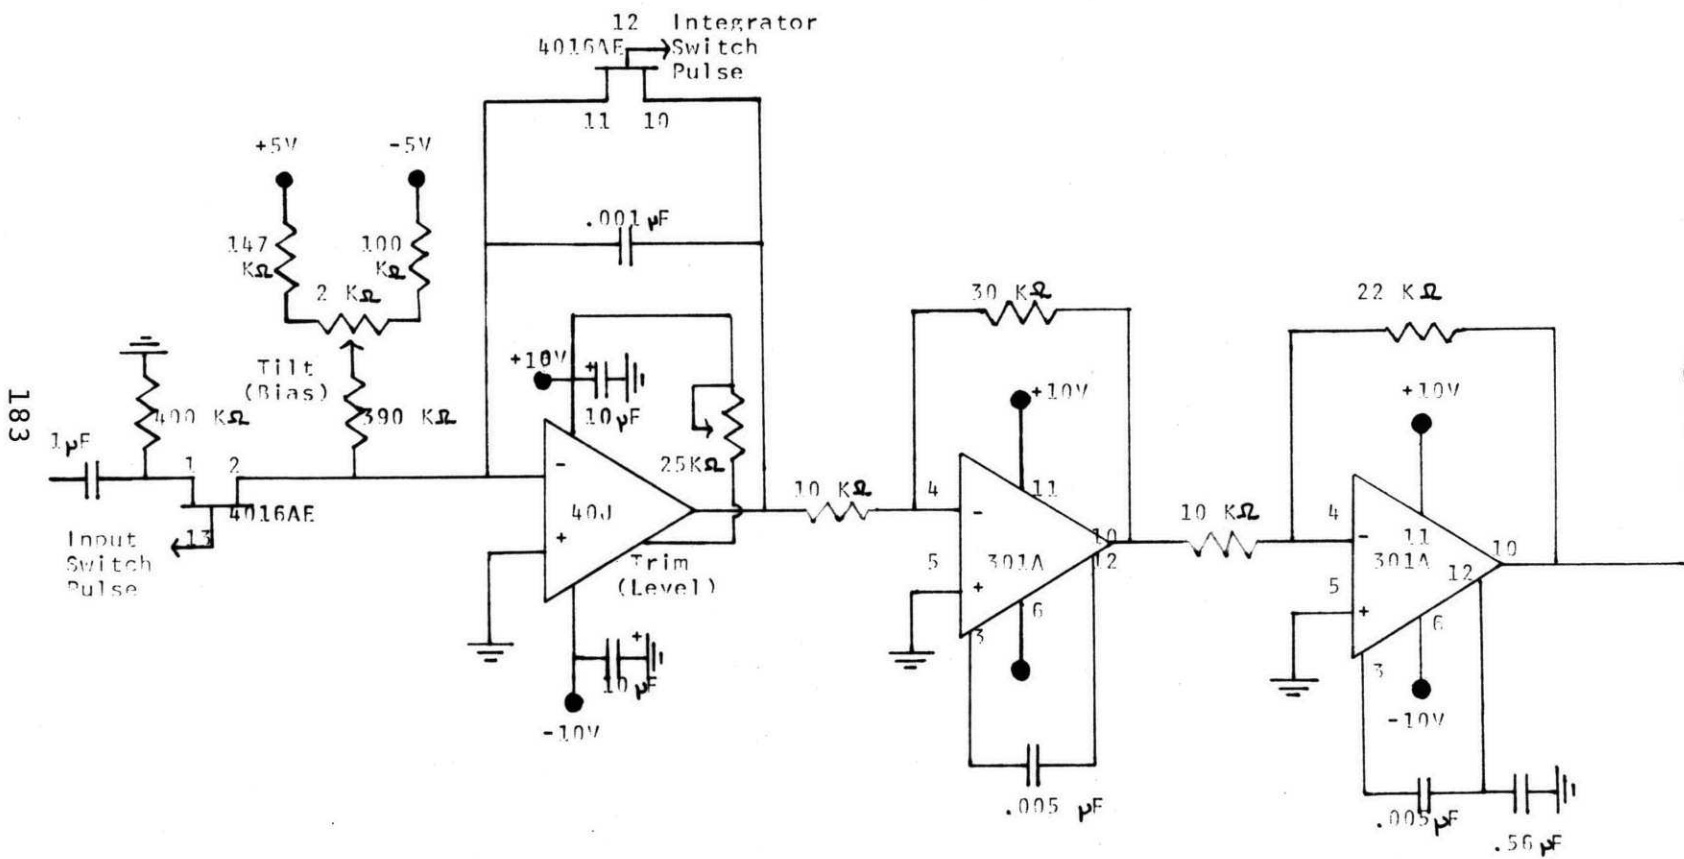 12 Integrator
4016AE Switch
Pulse
11 10
+5V -5V
.001 µF
147
KΩ
100
KΩ
2 KΩ
30 KΩ
22 KΩ
Tilt
(Bias)
+10V
+
10 µF
+10V
+10V
183
400 KΩ
390 KΩ
1µF
1 2
25KΩ
10 KΩ
4
11
10 KΩ
4
11
-
-
-
4016AE
40J
13
Input
Switch
Pulse
+
Trim
(Level)
5
301A
10
12
5
301A
10
12
+
6
3
+
6
3
+
10 µF
-10V
-10V
.005 µF
.005µF
.56 µF